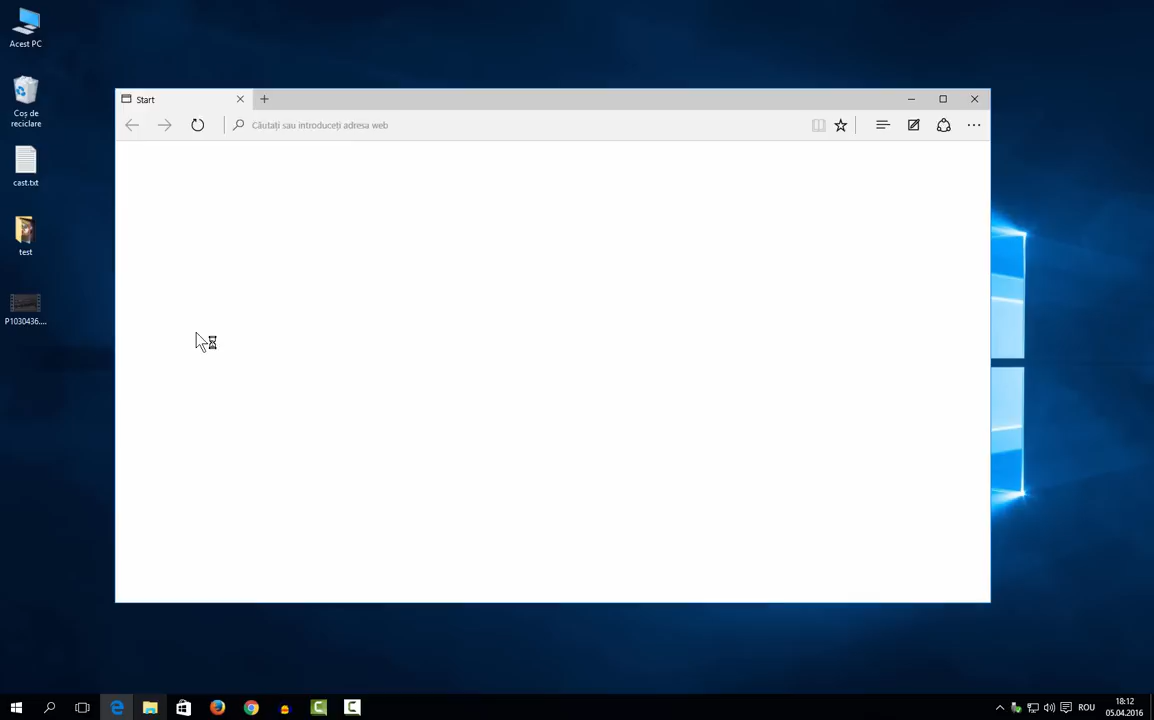 Acest PC
Coș de
reciclare
cast.txt
test
P1030436....
Start
Căutați sau introduceți adresa web
ROU
18:12
05.04.2016